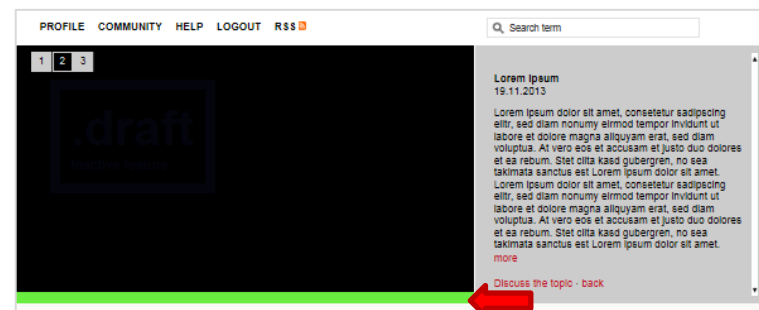 PROFILE COMMUNITY HELP LOGOUT RSS
Search term
1 2 3
.draft
Lorem Ipsum
19.11.2013
Lorem ipsum dolor sit amet, consetetur sadipscing
elitr, sed diam nonumy eirmod tempor invidunt ut
labore et dolore magna aliquyam erat, sed diam
voluptua. At vero eos et accusam et justo duo dolores
et ea rebum. Stet clita kasd gubergren, no sea
takimata sanctus est Lorem ipsum dolor sit amet.
Lorem ipsum dolor sit amet, consetetur sadipscing
elitr, sed diam nonumy eirmod tempor invidunt ut
labore et dolore magna aliquyam erat, sed diam
voluptua. At vero eos et accusam et justo duo dolores
et ea rebum. Stet clita kasd gubergren, no sea
takimata sanctus est Lorem ipsum dolor sit amet.
more
Discuss the topic - back